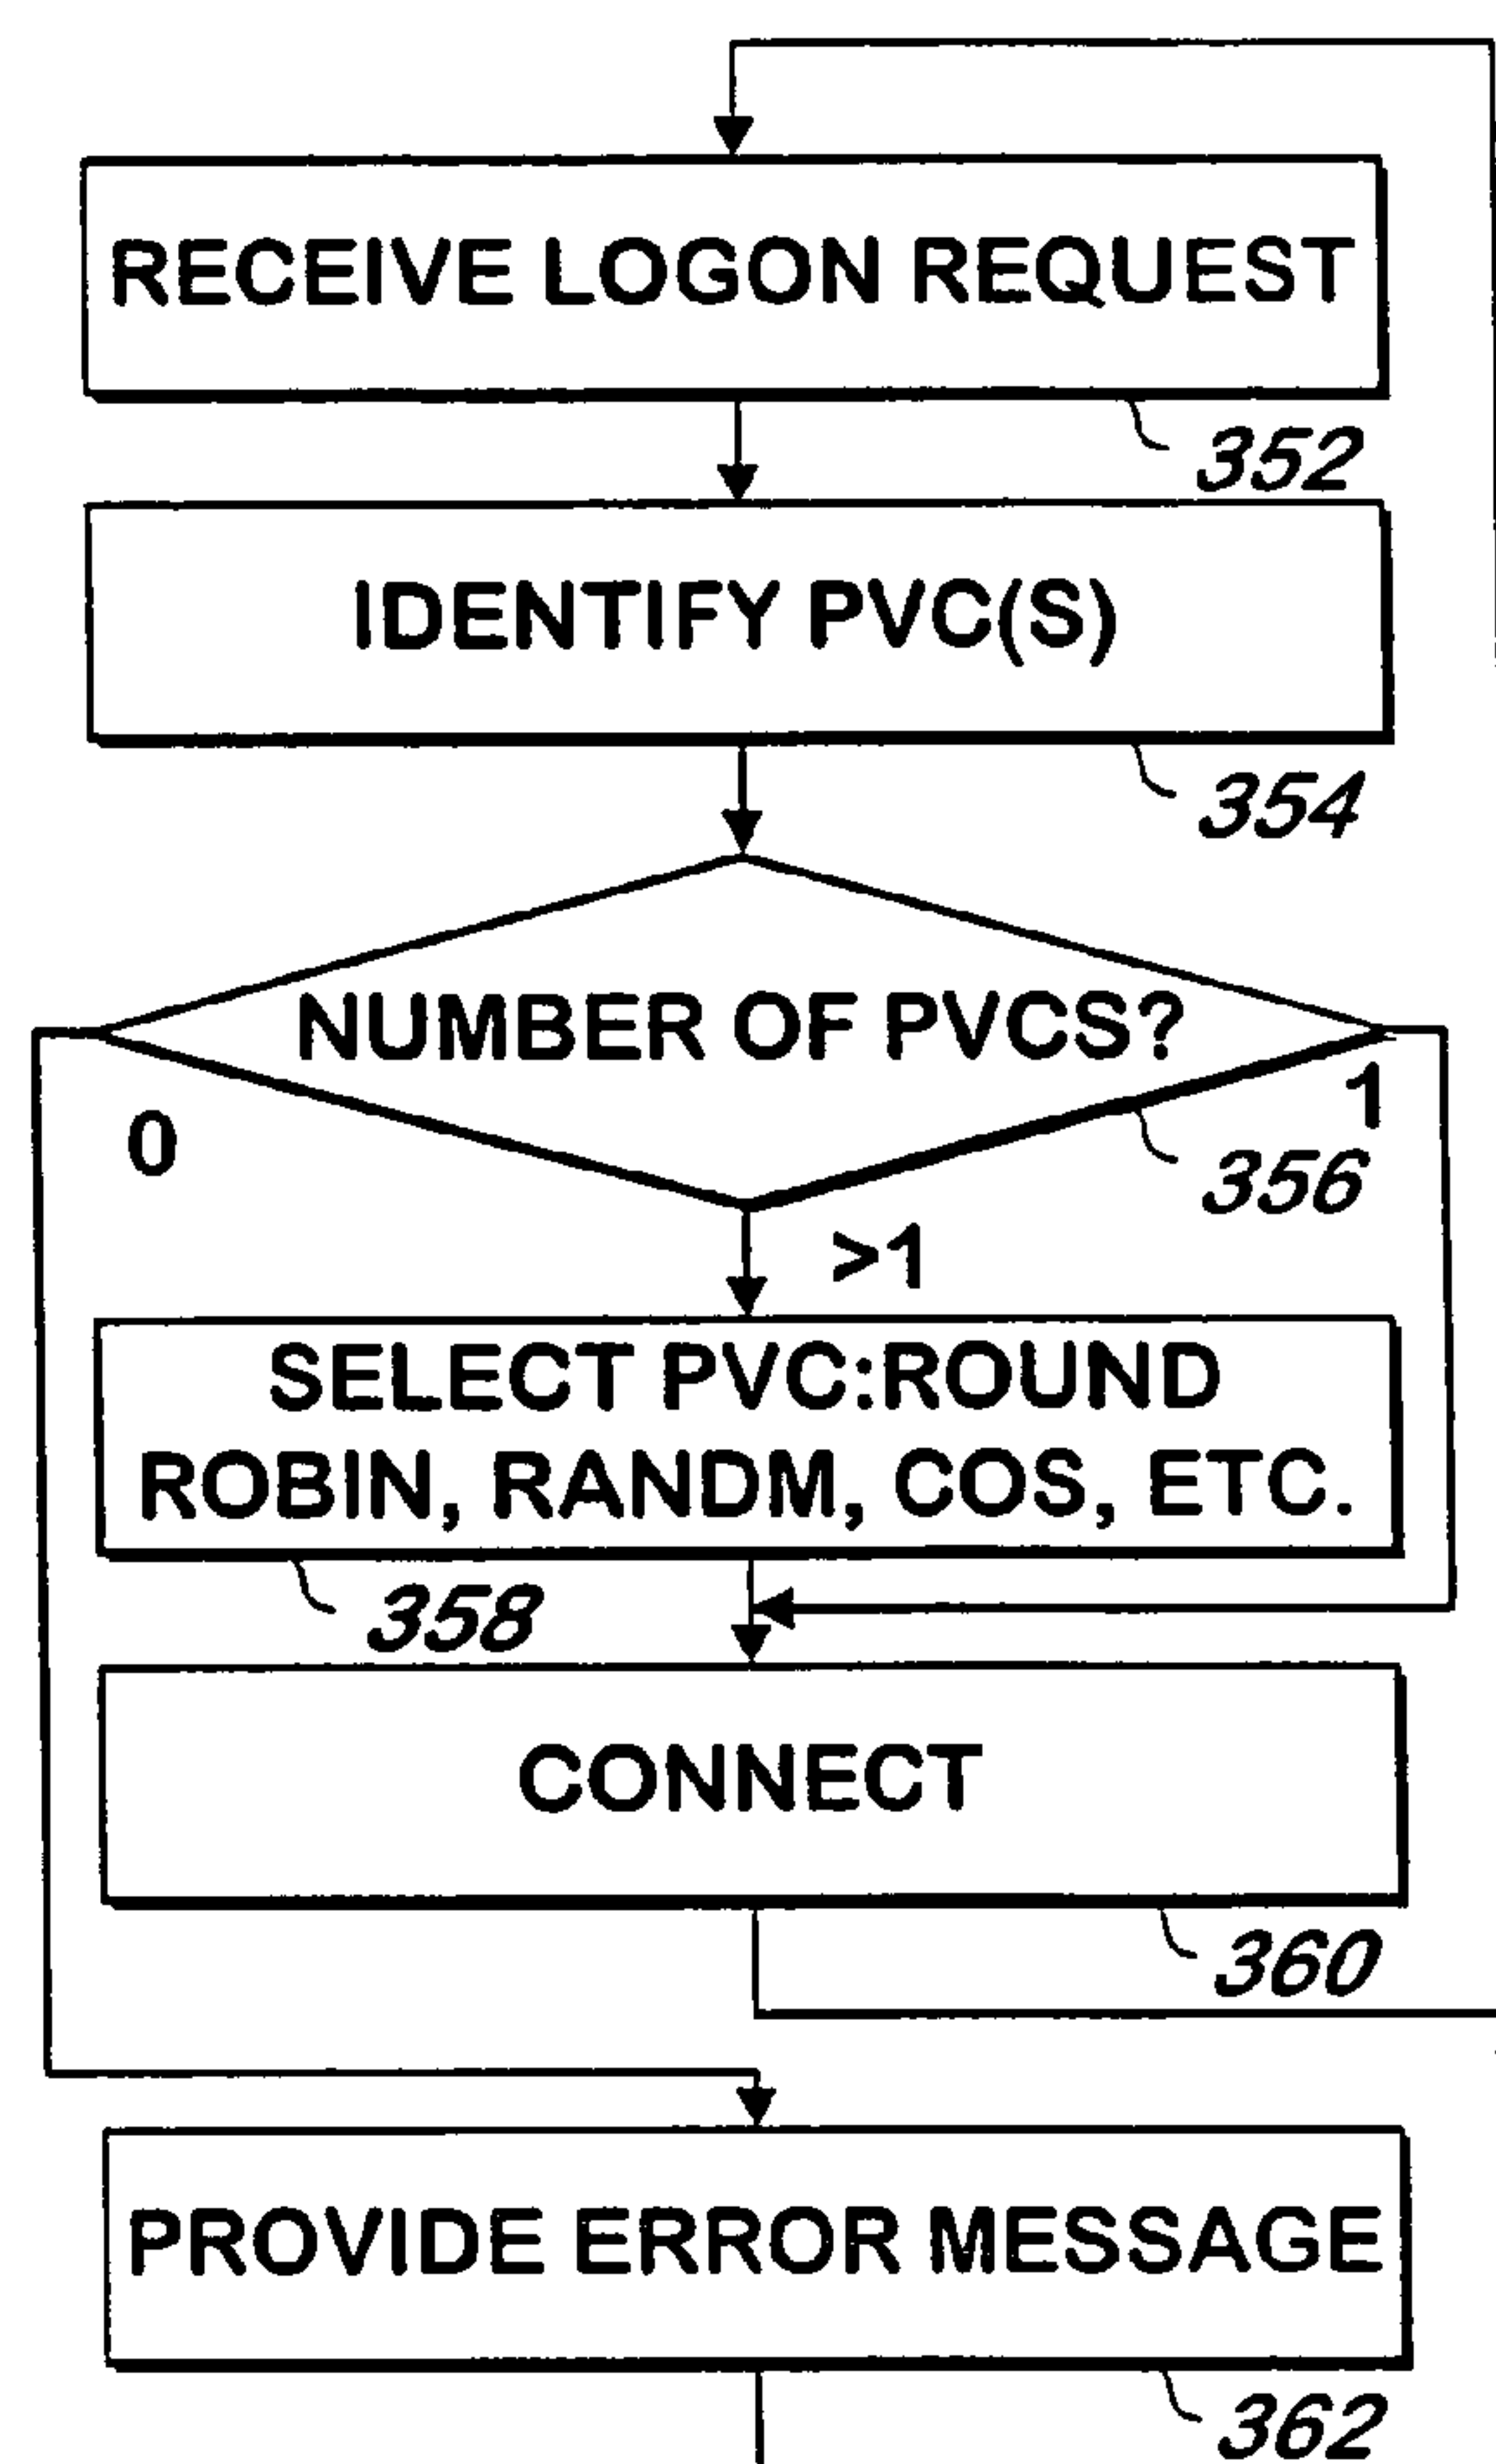 RECEIVE LOGON REQUEST
352
IDENTIFY PVC(S)
354
NUMBER OF PVCS?
0
1
356
>1
SELECT PVC:ROUND
ROBIN, RANDM, COS, ETC.
358
CONNECT
360
PROVIDE ERROR MESSAGE
362